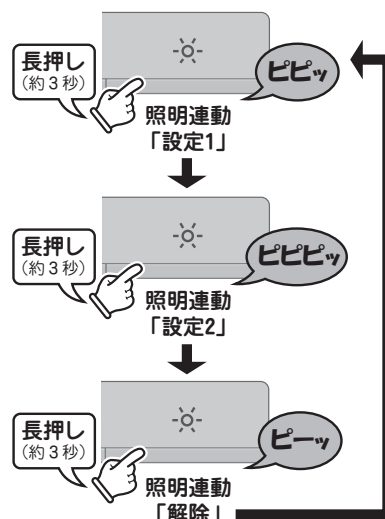 長押し
(約3秒)
ピピッ
照明連動
「設定1」
長押し
(約3秒)
ピピピッ
照明連動
「設定2」
長押し
(約3秒)
ピーッ
照明連動
「解除」